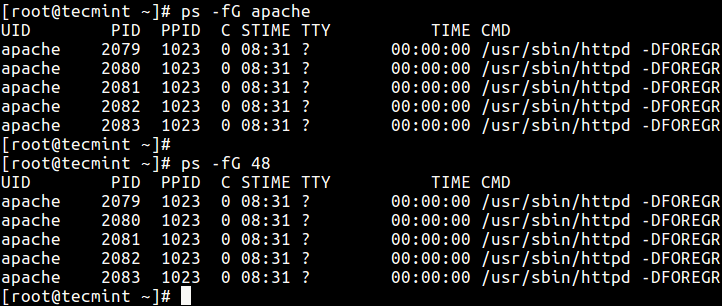 [root@tecmint ~]# ps -fG apache
UID        PID  PPID  C STIME TTY          TIME CMD
apache    2079  1023  0 08:31 ?        00:00:00 /usr/sbin/httpd -DFOREGR
apache    2080  1023  0 08:31 ?        00:00:00 /usr/sbin/httpd -DFOREGR
apache    2081  1023  0 08:31 ?        00:00:00 /usr/sbin/httpd -DFOREGR
apache    2082  1023  0 08:31 ?        00:00:00 /usr/sbin/httpd -DFOREGR
apache    2083  1023  0 08:31 ?        00:00:00 /usr/sbin/httpd -DFOREGR
[root@tecmint ~]#
[root@tecmint ~]# ps -fG 48
UID        PID  PPID  C STIME TTY          TIME CMD
apache    2079  1023  0 08:31 ?        00:00:00 /usr/sbin/httpd -DFOREGR
apache    2080  1023  0 08:31 ?        00:00:00 /usr/sbin/httpd -DFOREGR
apache    2081  1023  0 08:31 ?        00:00:00 /usr/sbin/httpd -DFOREGR
apache    2082  1023  0 08:31 ?        00:00:00 /usr/sbin/httpd -DFOREGR
apache    2083  1023  0 08:31 ?        00:00:00 /usr/sbin/httpd -DFOREGR
[root@tecmint ~]#